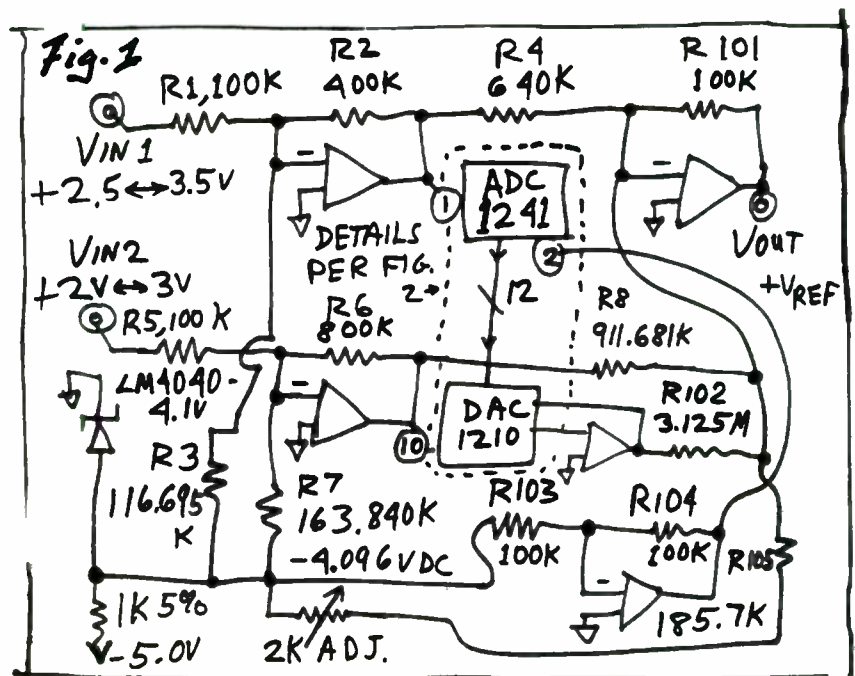 Fig. 1
R1, 100K
R2
400K
R4
640K
R101
100K
VIN 1
+2.5 ↔ 3.5V
−
1
ADC
1241
2
−
0
VOUT
+VREF
DETAILS
PER FIG.
2→
12
VIN2
+2V ↔ 3V
R5, 100K
R6
800K
R8
911.681K
LM4040-
4.1V
−
10
DAC
1210
R102
3.125M
R3
116.695
K
R7
163.840K
-4.096VDC
R103
100K
R104
100K
R105
−
185.7K
1K 5%
-5.0V
2K ADJ.